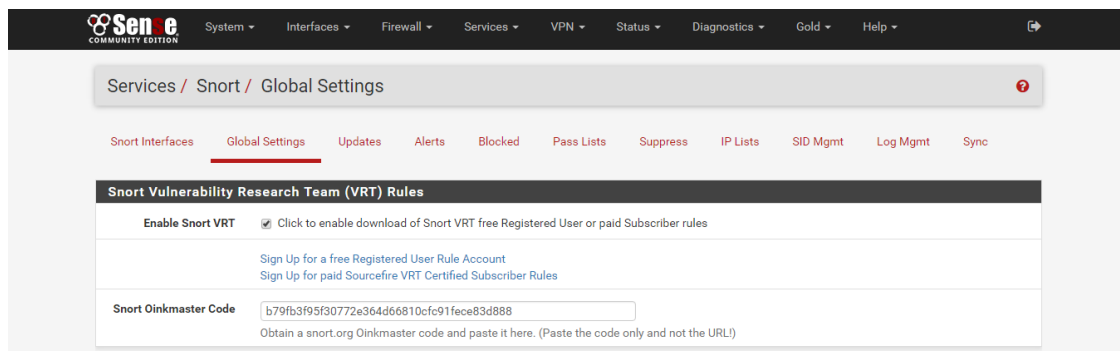 Sense
COMMUNITY EDITION
System Interfaces Firewall Services VPN Status Diagnostics Gold Help
Services / Snort / Global Settings
Snort Interfaces Global Settings Updates Alerts Blocked Pass Lists Suppress IP Lists SID Mgmt Log Mgmt Sync
Snort Vulnerability Research Team (VRT) Rules
Enable Snort VRT Click to enable download of Snort VRT free Registered User or paid Subscriber rules
Sign Up for a free Registered User Rule Account
Sign Up for paid Sourcefire VRT Certified Subscriber Rules
Snort Oinkmaster Code b79fb3f95f30772e364d66810cfc91fece83d888
Obtain a snort.org Oinkmaster code and paste it here. (Paste the code only and not the URL!)